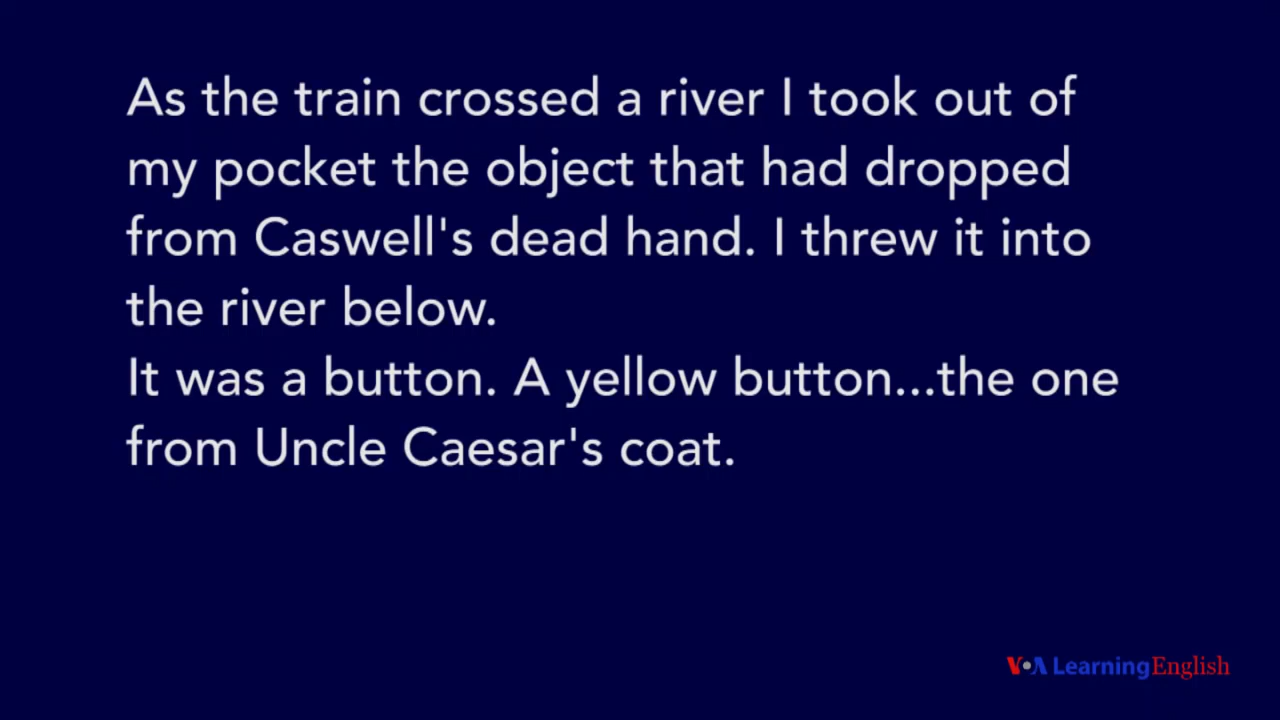 As the train crossed a river I took out of
my pocket the object that had dropped
from Caswell's dead hand. I threw it into
the river below.
It was a button. A yellow button...the one
from Uncle Caesar's coat.
VOA LearningEnglish